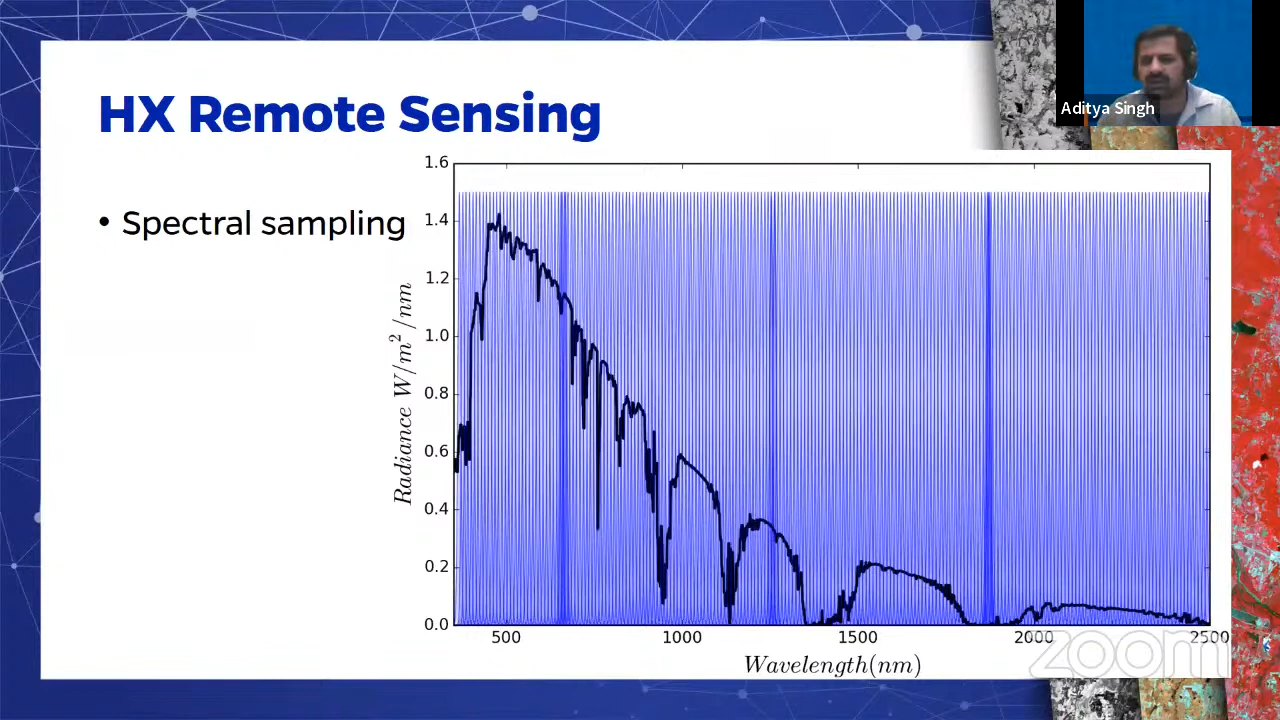 HX Remote Sensing
Aditya Singh
• Spectral sampling
1.6
1.4
1.2
1.0
0.8
0.6
0.4
0.2
0.0
Radiance W/m²/nm
500 1000 1500 2000 2500
Wavelength(nm)
zoom